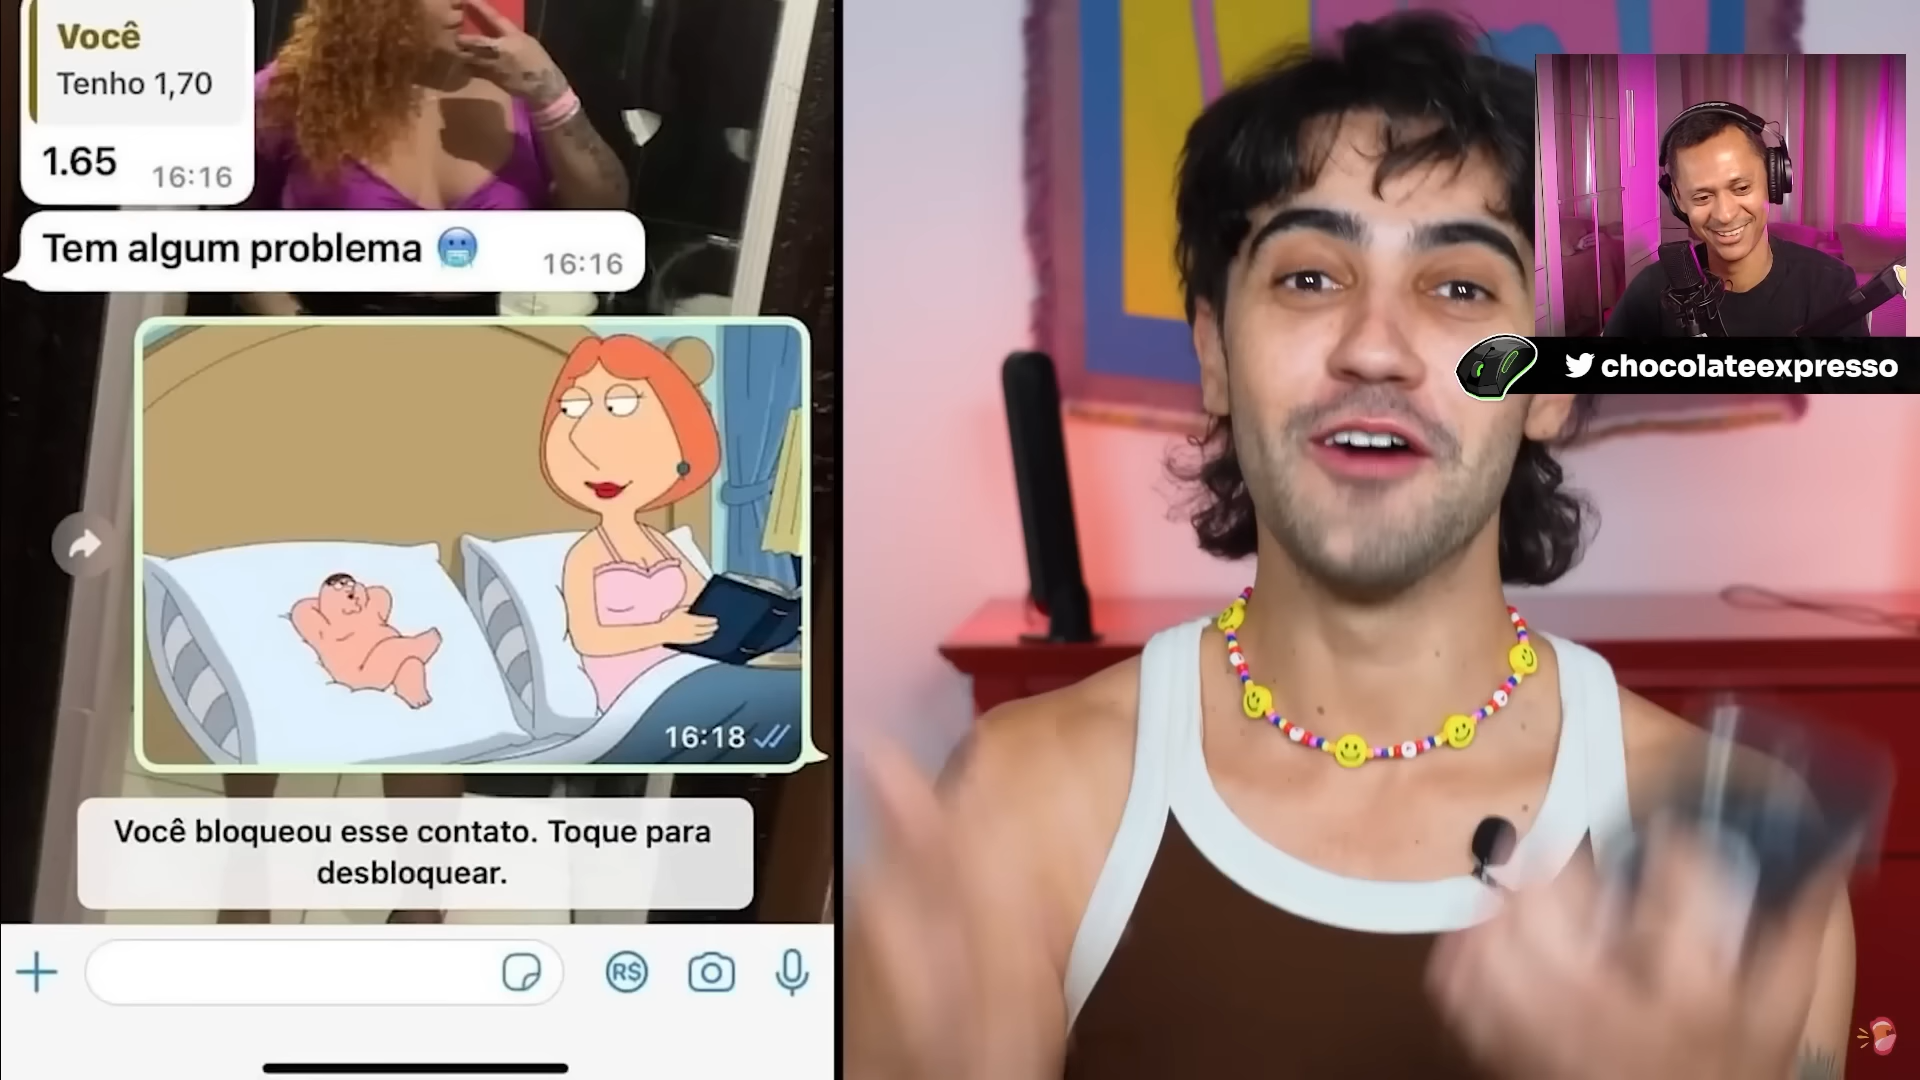 Você
Tenho 1,70
1.65 16:16
Tem algum problema 🥶 16:16
16:18
Você bloqueou esse contato. Toque para
desbloquear.
R$
chocolateexpresso